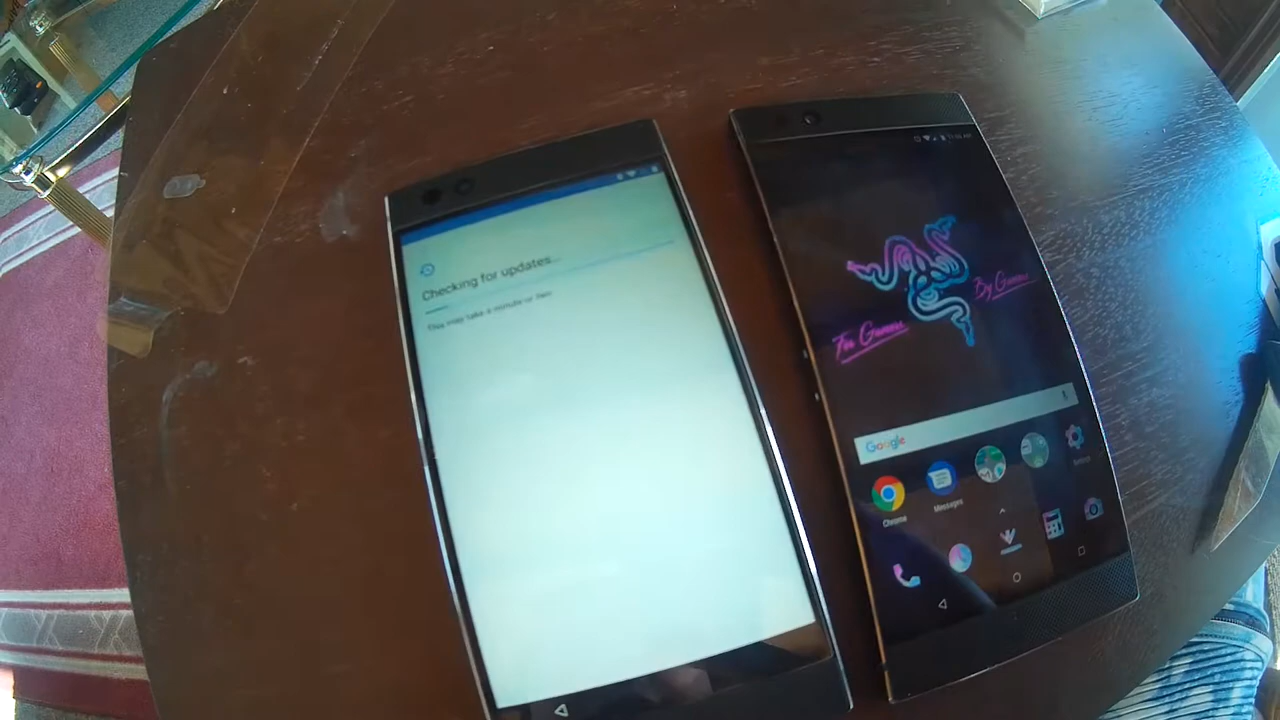 Checking for updates...
This may take a minute or two
For Gamers
By Gamers
Google
Chrome
Messages